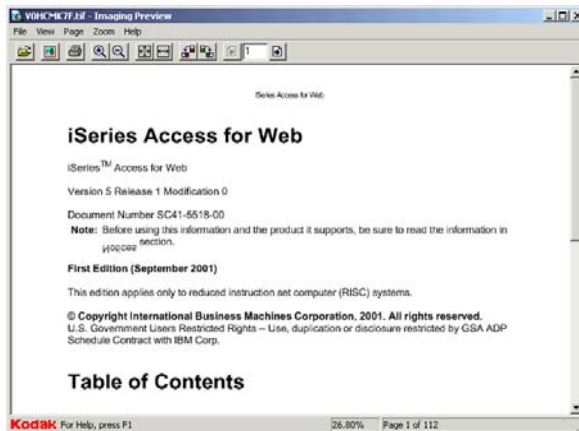 V0HCMK7F.tif - Imaging Preview
File View Page Zoom Help
1
iSeries Access for Web
iSeries Access for Web
iSeries™ Access for Web
Version 5 Release 1 Modification 0
Document Number SC41-5518-00
Note: Before using this information and the product it supports, be sure to read the information in
section.
First Edition (September 2001)
This edition applies only to reduced instruction set computer (RISC) systems.
© Copyright International Business Machines Corporation, 2001. All rights reserved.
U.S. Government Users Restricted Rights – Use, duplication or disclosure restricted by GSA ADP
Schedule Contract with IBM Corp.
Table of Contents
Kodak For Help, press F1 26.80% Page 1 of 112